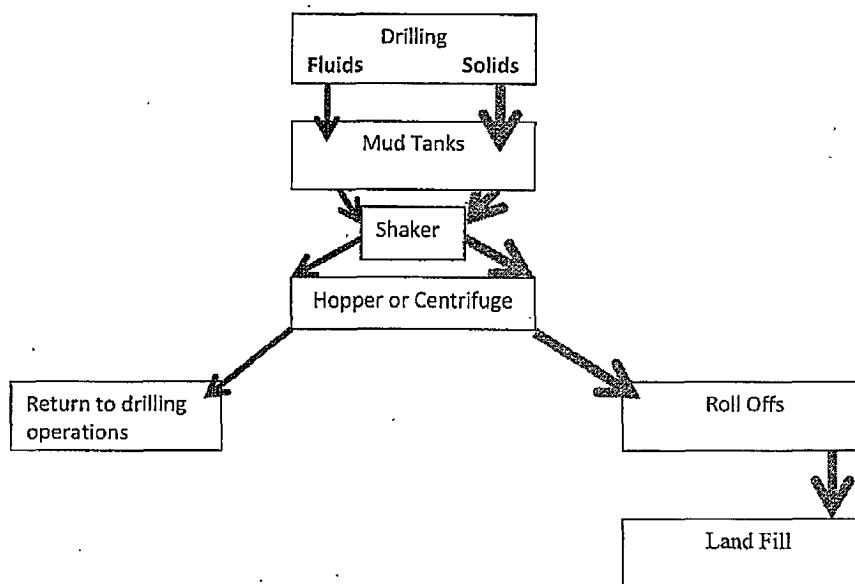 Drilling
Fluids Solids
Mud Tanks
Shaker
Hopper or Centrifuge
Return to drilling
operations
Roll Offs
Land Fill